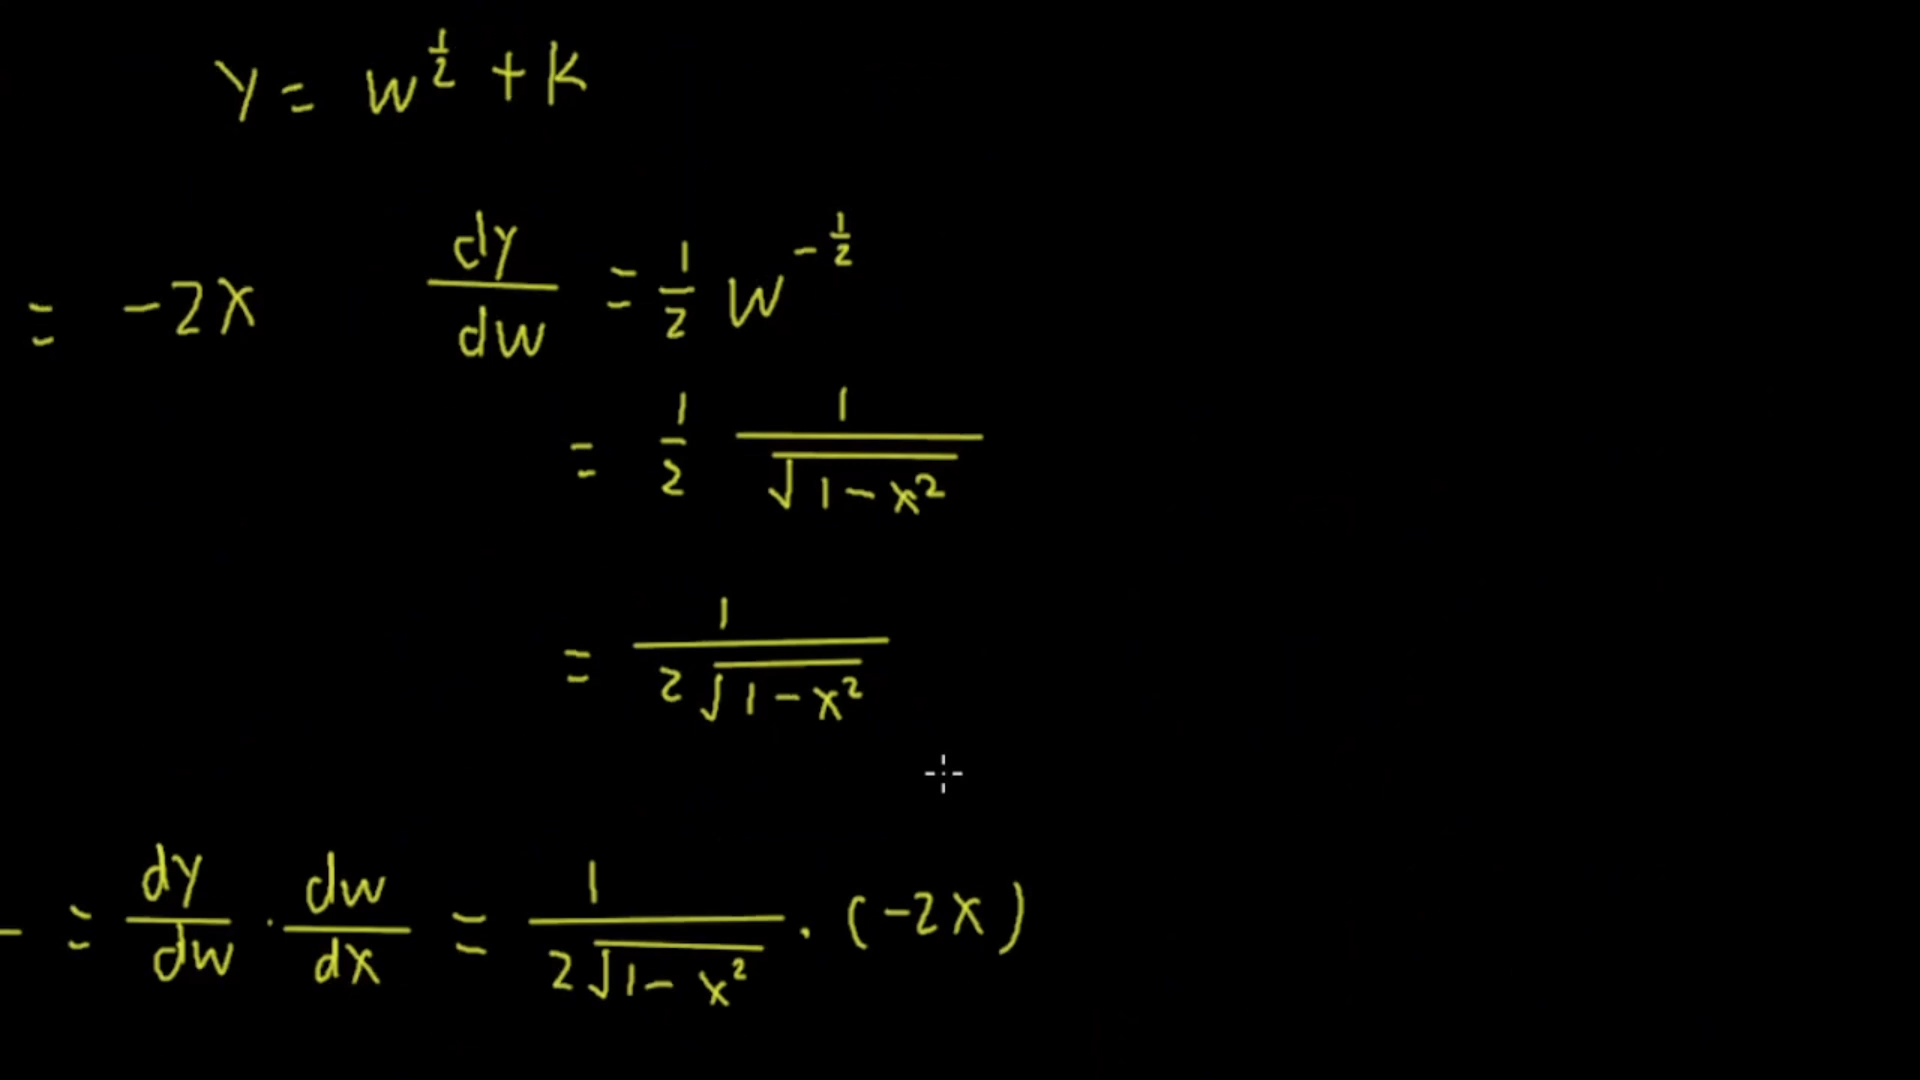 y = w^{1/2} + k
= -2x    dy/dw = 1/2 w^{-1/2}
= 1/2 1/√(1-x²)
= 1/(2√(1-x²))
- = dy/dw · dw/dx = 1/(2√(1-x²)) · (-2x)